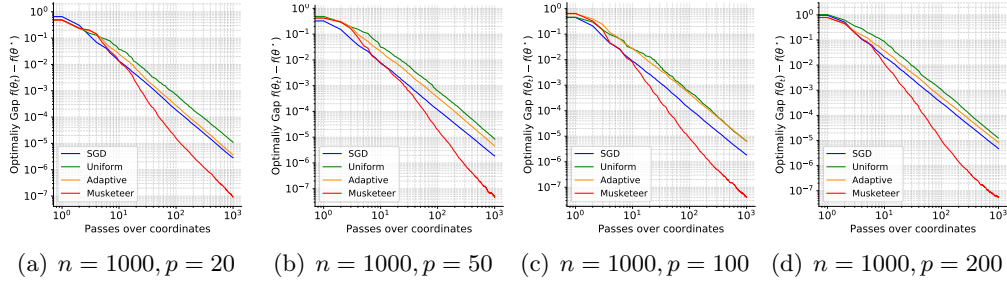 Optimally Gap f(θt) − f(θ*)
10^0
10^-1
10^-2
10^-3
10^-4
10^-5
10^-6
10^-7
SGD
Uniform
Adaptive
Musketeer
10^0 10^1 10^2 10^3
Passes over coordinates
(a) n = 1000, p = 20
Optimally Gap f(θt) − f(θ*)
10^0
10^-1
10^-2
10^-3
10^-4
10^-5
10^-6
10^-7
SGD
Uniform
Adaptive
Musketeer
10^0 10^1 10^2 10^3
Passes over coordinates
(b) n = 1000, p = 50
Optimally Gap f(θt) − f(θ*)
10^0
10^-1
10^-2
10^-3
10^-4
10^-5
10^-6
10^-7
SGD
Uniform
Adaptive
Musketeer
10^0 10^1 10^2 10^3
Passes over coordinates
(c) n = 1000, p = 100
Optimally Gap f(θt) − f(θ*)
10^0
10^-1
10^-2
10^-3
10^-4
10^-5
10^-6
10^-7
SGD
Uniform
Adaptive
Musketeer
10^0 10^1 10^2 10^3
Passes over coordinates
(d) n = 1000, p = 200